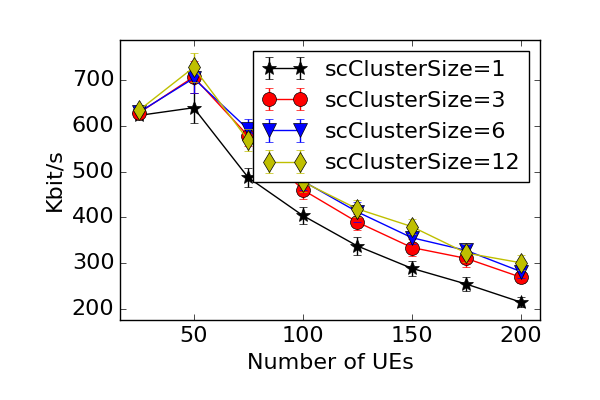 scClusterSize=1
scClusterSize=3
scClusterSize=6
scClusterSize=12
Kbit/s
700
600
500
400
300
200
50 100 150 200
Number of UEs